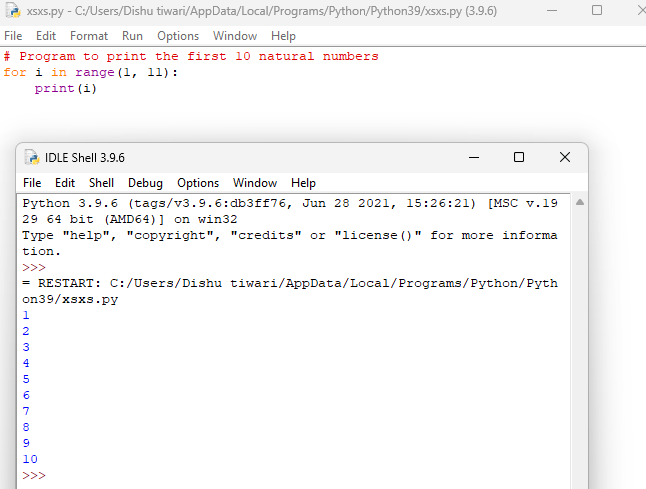 xsxs.py - C:/Users/Dishu tiwari/AppData/Local/Programs/Python/Python39/xsxs.py (3.9.6)
File Edit Format Run Options Window Help
# Program to print the first 10 natural numbers
for i in range(1, 11):
    print(i)
IDLE Shell 3.9.6
File Edit Shell Debug Options Window Help
Python 3.9.6 (tags/v3.9.6:db3ff76, Jun 28 2021, 15:26:21) [MSC v.19
29 64 bit (AMD64)] on win32
Type "help", "copyright", "credits" or "license()" for more informa
tion.
>>>
= RESTART: C:/Users/Dishu tiwari/AppData/Local/Programs/Python/Pyth
on39/xsxs.py
1
2
3
4
5
6
7
8
9
10
>>>